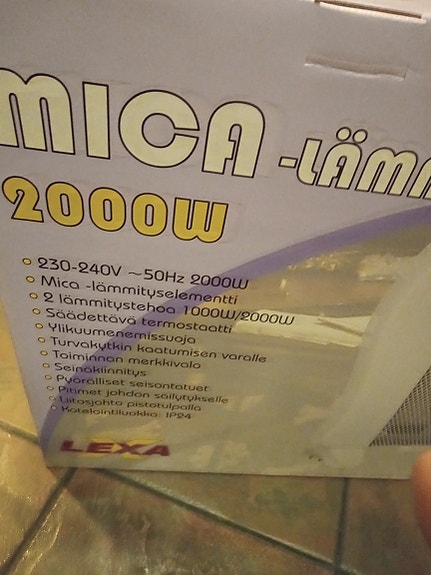 MICA -LÄMM
2000W
230-240V ~50Hz 2000W
Mica -lämmityselementti
2 lämmitystehoa 1000W/2000W
Säädettävä termostaatti
Ylikuumenemissuoja
Turvakytkin kaatumisen varalle
Toiminnan merkkivalo
Seinäkiinnitys
Pyörälliset seisontatuet
Pitimet johdon säilytykselle
Liitosjohto pistotulpalla
Kotelointiluokka: IP24
LEXA